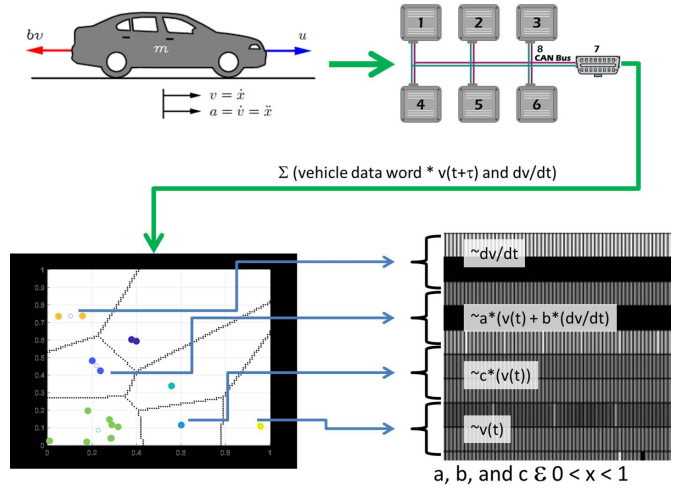 bv
m
u
v = ẋ
a = v̇ = ẍ
1
2
3
8
7
CAN Bus
4
5
6
Σ (vehicle data word * v(t+τ) and dv/dt)
1
0.9
0.8
0.7
0.6
0.5
0.4
0.3
0.2
0.1
0
0 0.2 0.4 0.6 0.8 1
~dv/dt
~a*(v(t) + b*(dv/dt)
~c*(v(t))
~v(t)
a, b, and c ℇ 0 < x < 1